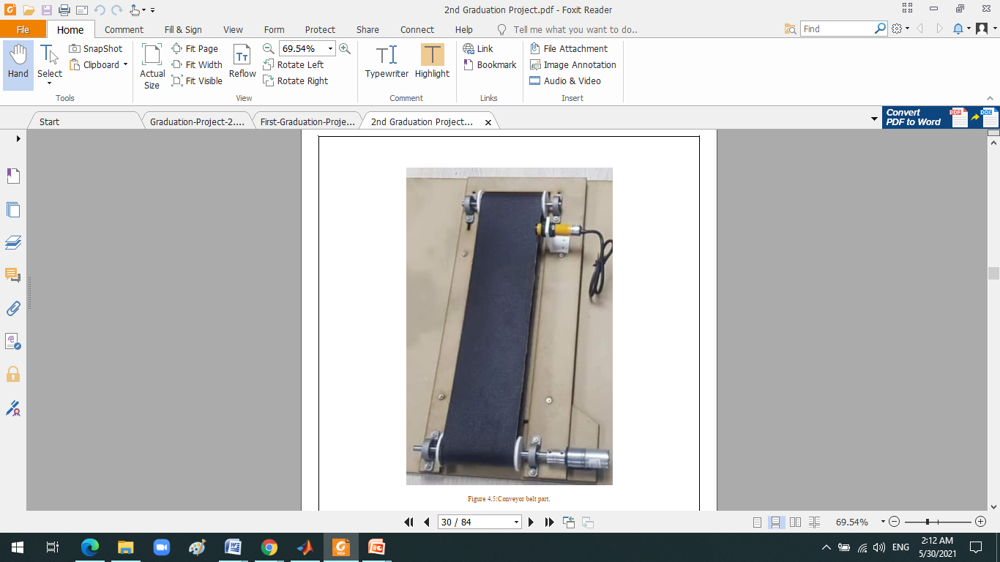 2nd Graduation Project.pdf - Foxit Reader
File Home Comment Fill & Sign View Form Protect Share Connect Help Tell me what you want to do.. Find
Hand
Select
SnapShot
Clipboard
Tools
Actual Size
Fit Page
Fit Width
Fit Visible
Reflow
69.54%
Rotate Left
Rotate Right
View
Typewriter
Highlight
Comment
Link
Bookmark
Links
File Attachment
Image Annotation
Audio & Video
Insert
Start Graduation-Project-2.... First-Graduation-Proje... 2nd Graduation Project...
Convert
PDF to Word
PDF
DOC
Figure 4.5:Conveyor belt part.
30 / 84
69.54%
ENG
2:12 AM
5/30/2021